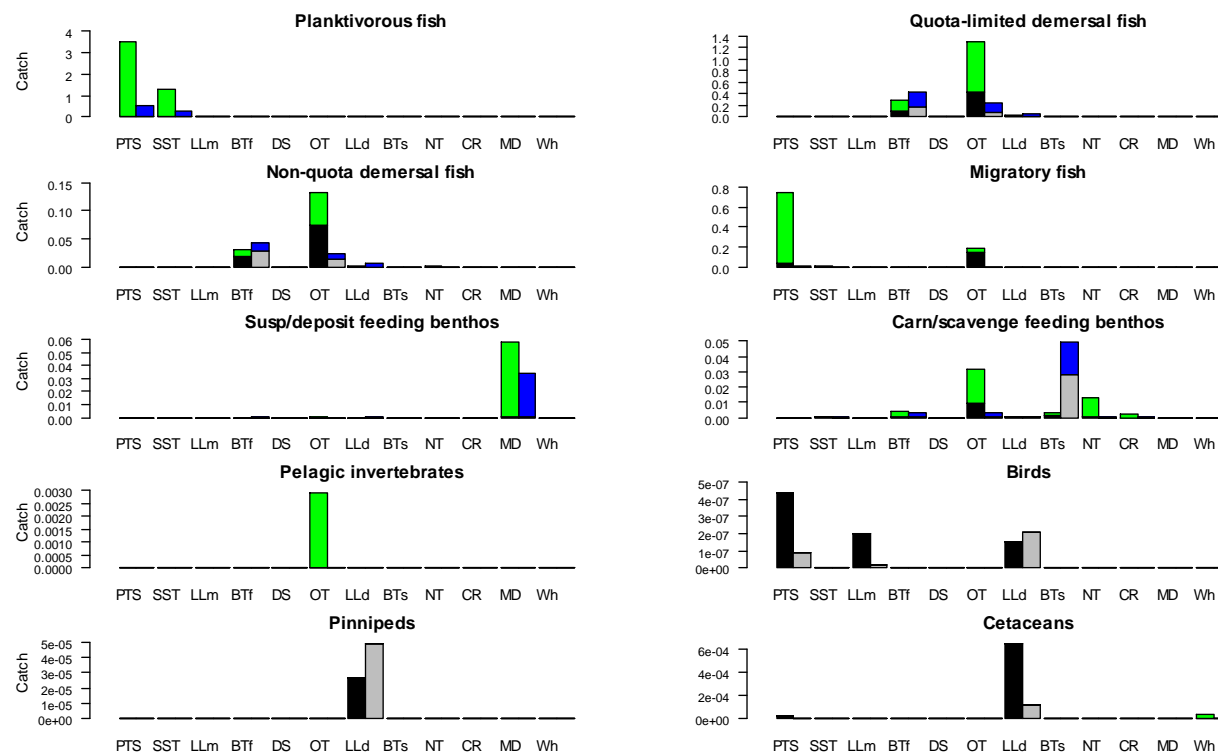 Planktivorous fish
Catch
4
3
2
1
0
PTS SST LLm BTf DS OT LLd BTs NT CR MD Wh
Quota-limited demersal fish
1.4
1.2
1.0
0.8
0.6
0.4
0.2
0.0
PTS SST LLm BTf DS OT LLd BTs NT CR MD Wh
Non-quota demersal fish
Catch
0.15
0.10
0.05
0.00
PTS SST LLm BTf DS OT LLd BTs NT CR MD Wh
Migratory fish
0.8
0.6
0.4
0.2
0.0
PTS SST LLm BTf DS OT LLd BTs NT CR MD Wh
Susp/deposit feeding benthos
Catch
0.06
0.05
0.04
0.03
0.02
0.01
0.00
PTS SST LLm BTf DS OT LLd BTs NT CR MD Wh
Carn/scavenge feeding benthos
0.05
0.04
0.03
0.02
0.01
0.00
PTS SST LLm BTf DS OT LLd BTs NT CR MD Wh
Pelagic invertebrates
Catch
0.0030
0.0025
0.0020
0.0015
0.0010
0.0005
0.0000
PTS SST LLm BTf DS OT LLd BTs NT CR MD Wh
Birds
5e-07
4e-07
3e-07
2e-07
1e-07
0e+00
PTS SST LLm BTf DS OT LLd BTs NT CR MD Wh
Pinnipeds
Catch
5e-05
4e-05
3e-05
2e-05
1e-05
0e+00
PTS SST LLm BTf DS OT LLd BTs NT CR MD Wh
Cetaceans
6e-04
4e-04
2e-04
0e+00
PTS SST LLm BTf DS OT LLd BTs NT CR MD Wh